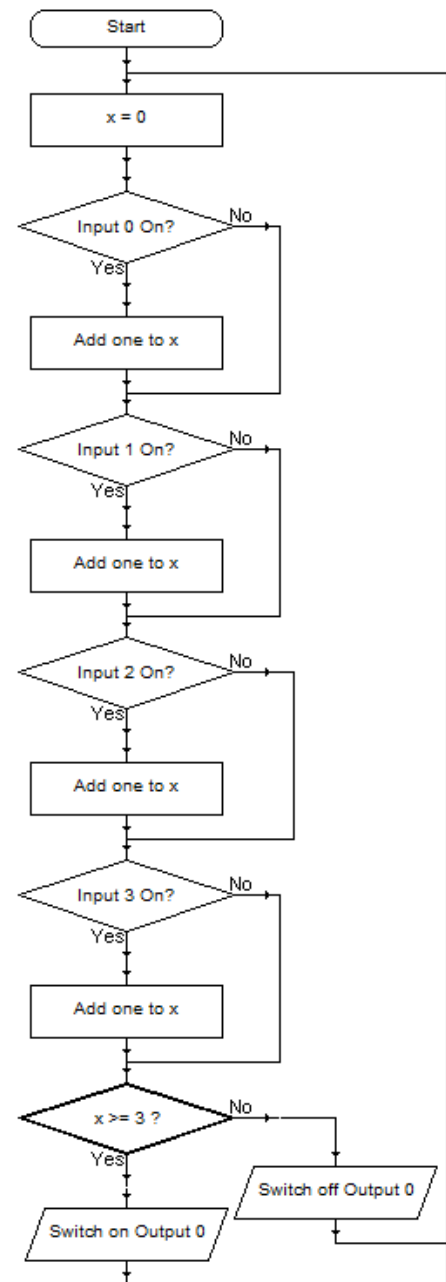 Start
x = 0
Input 0 On?
No
Yes
Add one to x
Input 1 On?
No
Yes
Add one to x
Input 2 On?
No
Yes
Add one to x
Input 3 On?
No
Yes
Add one to x
x >= 3 ?
No
Yes
Switch off Output 0
Switch on Output 0